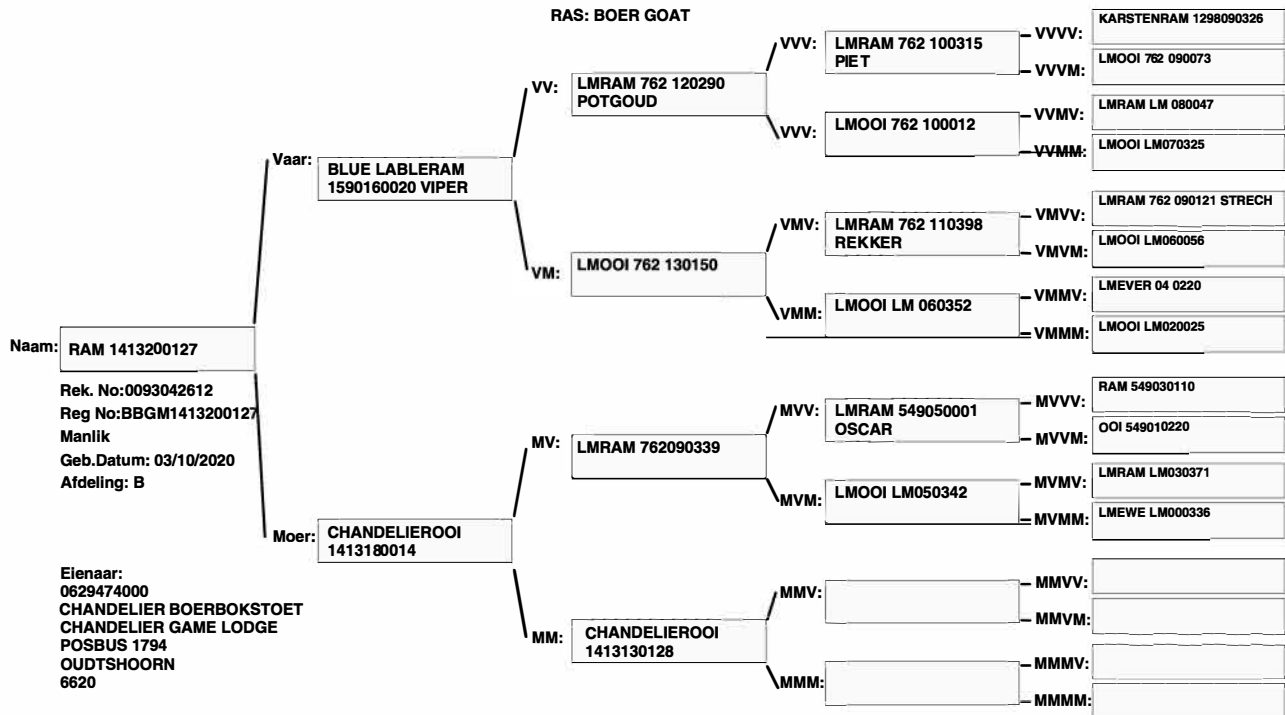 RAS: BOER GOAT
Naam: RAM 1413200127
Rek. No:0093042612
Reg No:BBGM1413200127
Manlik
Geb.Datum: 03/10/2020
Afdeling: B
Eienaar:
0629474000
CHANDELIER BOERBOKSTOET
CHANDELIER GAME LODGE
POSBUS 1794
OUDTSHOORN
6620
Vaar: BLUE LABLERAM
1590160020 VIPER
Moer: CHANDELIEROOI
1413180014
VV: LMRAM 762 120290
POTGOUD
VM: LMOOI 762 130150
MV: LMRAM 762090339
MM: CHANDELIEROOI
1413130128
VVV: LMRAM 762 100315
PIET
VVV: LMOOI 762 100012
VMV: LMRAM 762 110398
REKKER
VMM: LMOOI LM 060352
MVV: LMRAM 549050001
OSCAR
MVM: LMOOI LM050342
MMV:
MMM:
VVVV: KARSTENRAM 1298090326
VVVM: LMOOI 762 090073
VVMV: LMRAM LM 080047
VVMM: LMOOI LM070325
VMVV: LMRAM 762 090121 STRECH
VMVM: LMOOI LM060056
VMMV: LMEVER 04 0220
VMMM: LMOOI LM020025
MVVV: RAM 549030110
MVVM: OOI 549010220
MVMV: LMRAM LM030371
MVMM: LMEWE LM000336
MMVV:
MMVM:
MMMV:
MMMM: